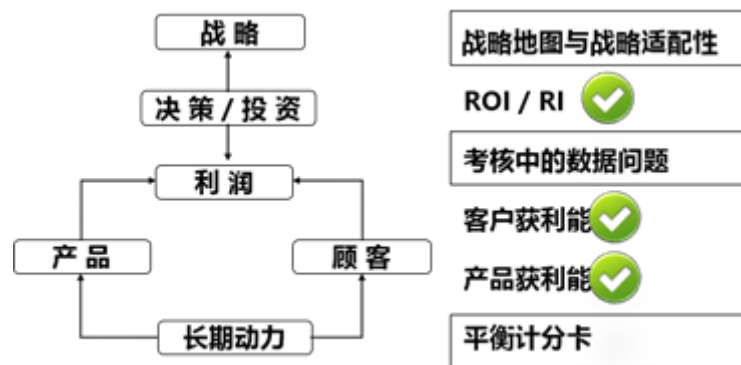 战略
决策/投资
利润
产品
顾客
长期动力
战略地图与战略适配性
ROI / RI
考核中的数据问题
客户获利能
产品获利能
平衡计分卡